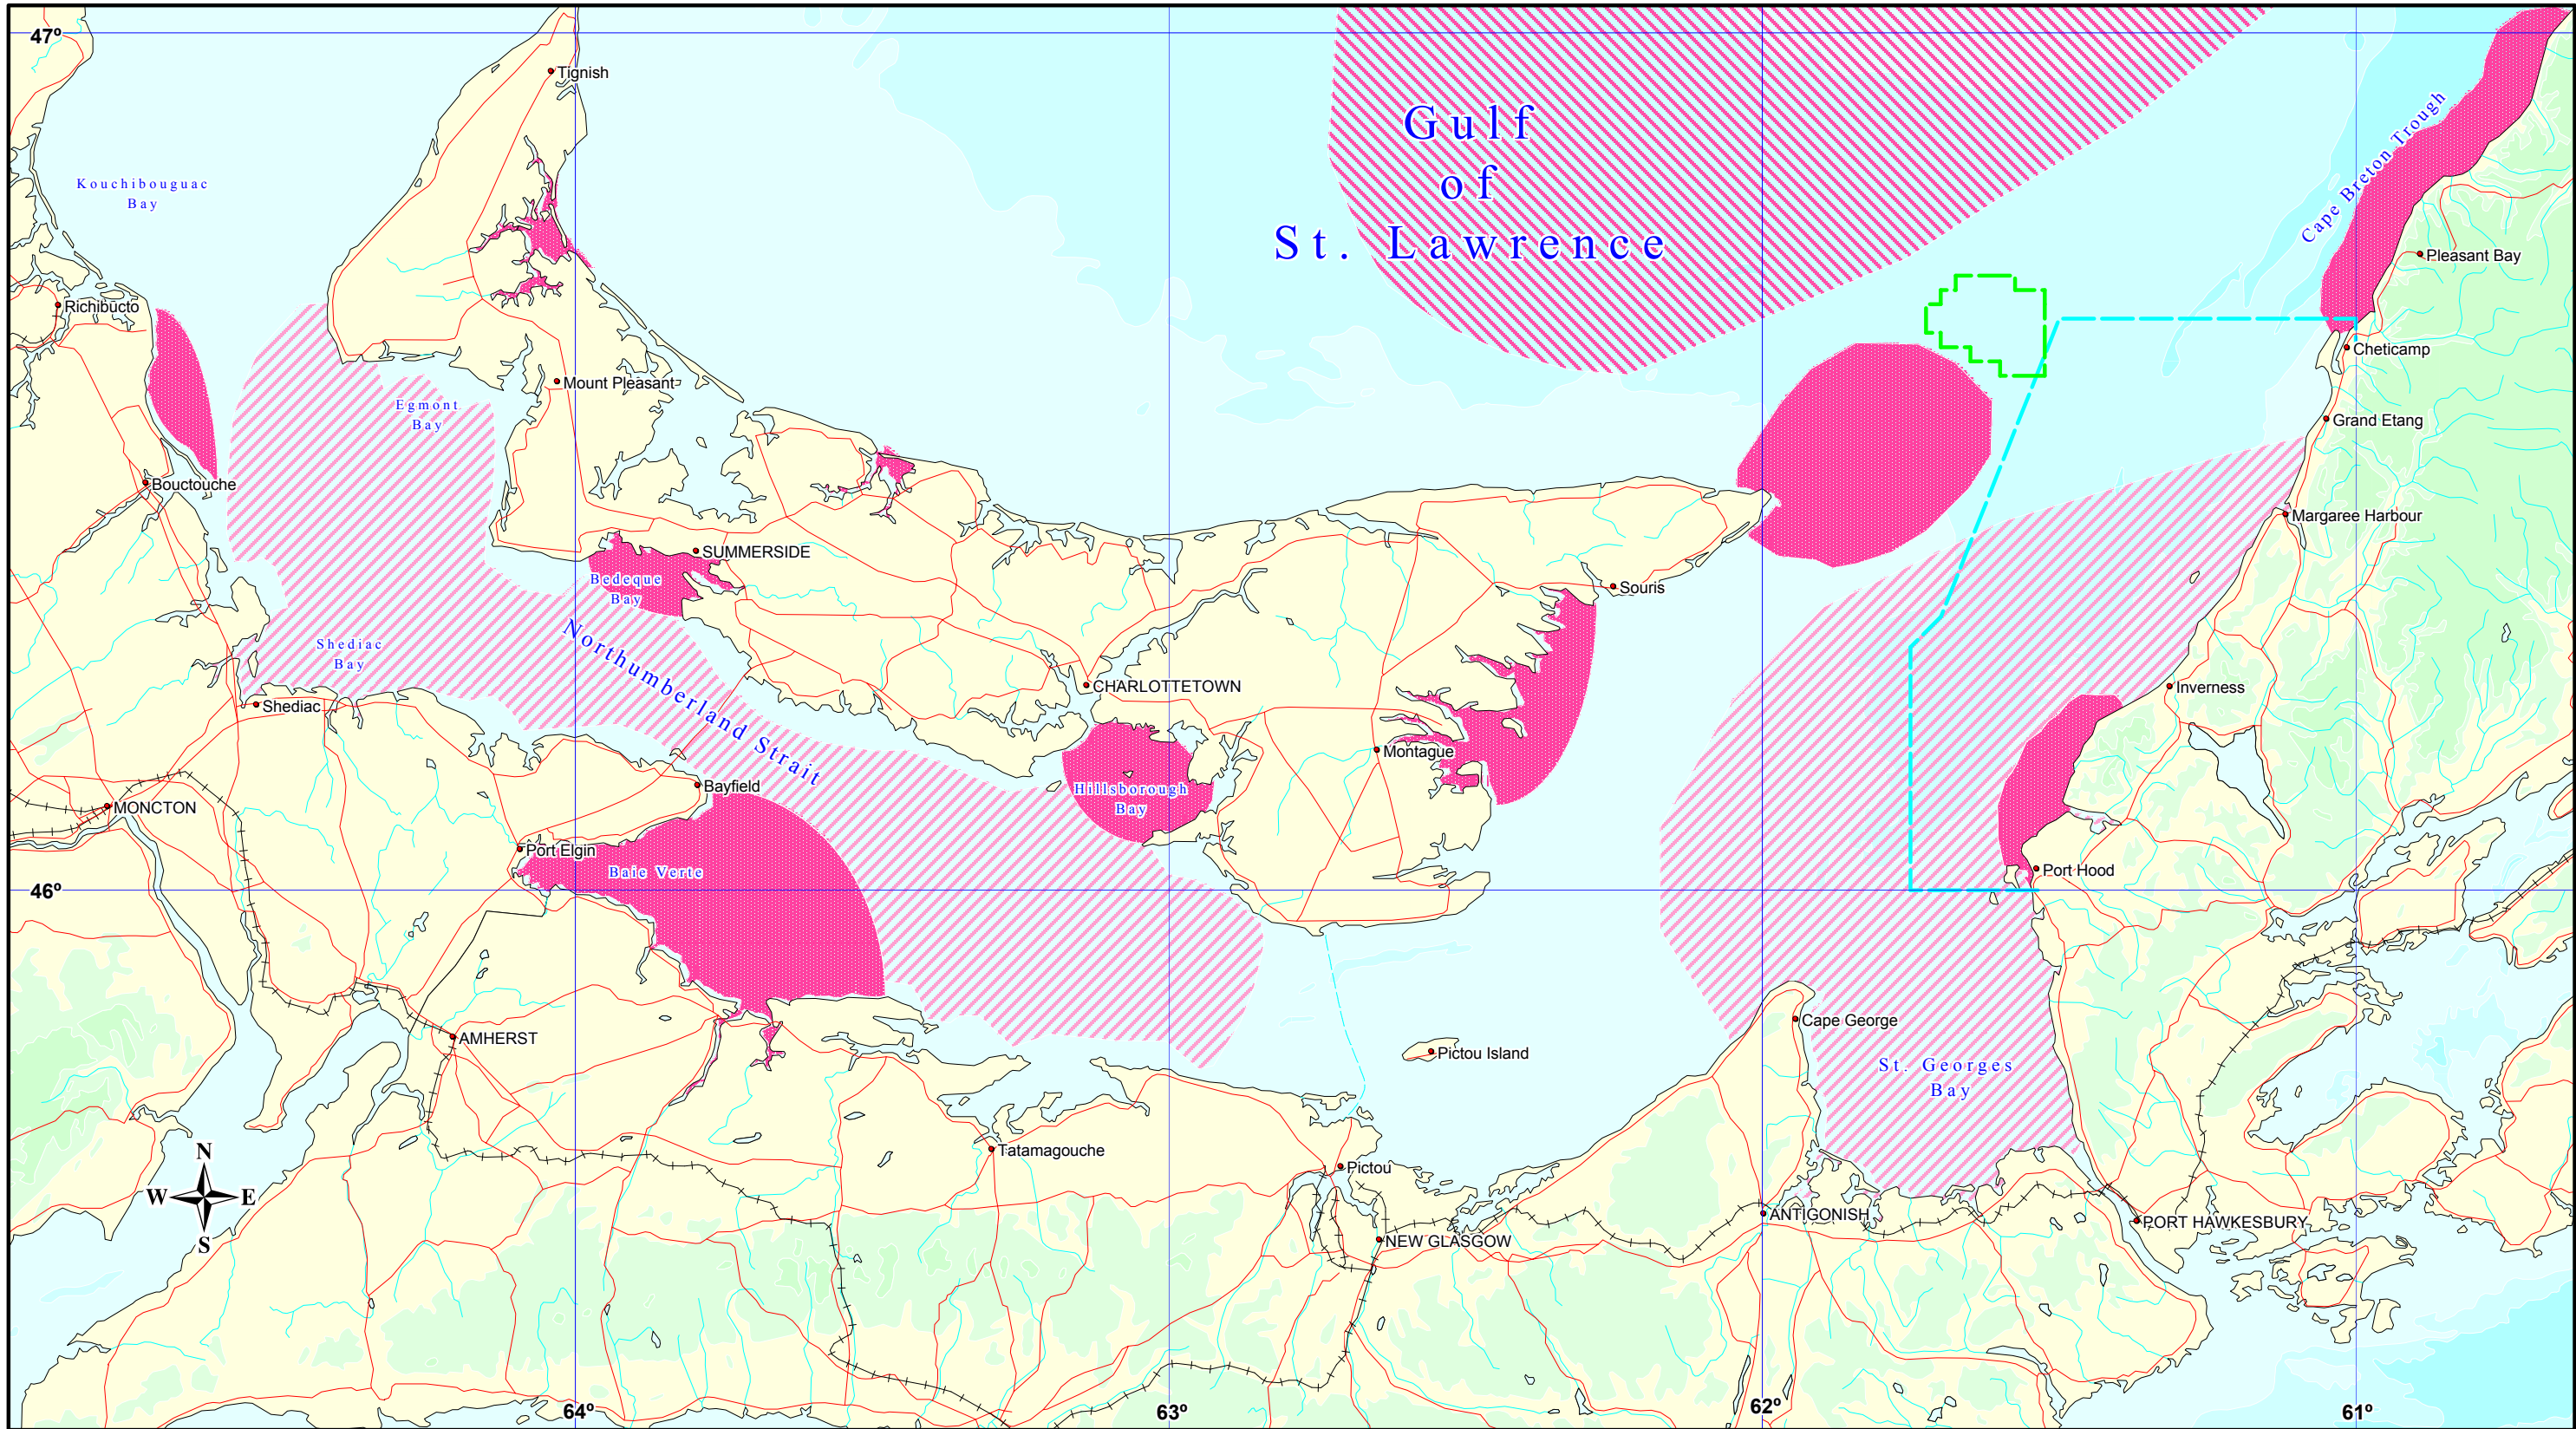 47º
Tignish
Gulf
of
St. Lawrence
Cape Breton Trough
Kouchibouguac
Bay
Pleasant Bay
Richibucto
Cheticamp
Mount Pleasant
Egmont
Bay
Grand Etang
Bouctouche
Margaree Harbour
SUMMERSIDE
Bedeque
Bay
Souris
Northumberland Strait
Shediac
Bay
CHARLOTTETOWN
Inverness
Shediac
Montague
Bayfield
Hillsborough
Bay
MONCTON
Port Elgin
Baie Verte
Port Hood
46º
Cape George
AMHERST
Pictou Island
St. Georges
Bay
Tatamagouche
N
W
E
S
Pictou
ANTIGONISH
PORT HAWKESBURY
NEW GLASGOW
64º
63º
62º
61º